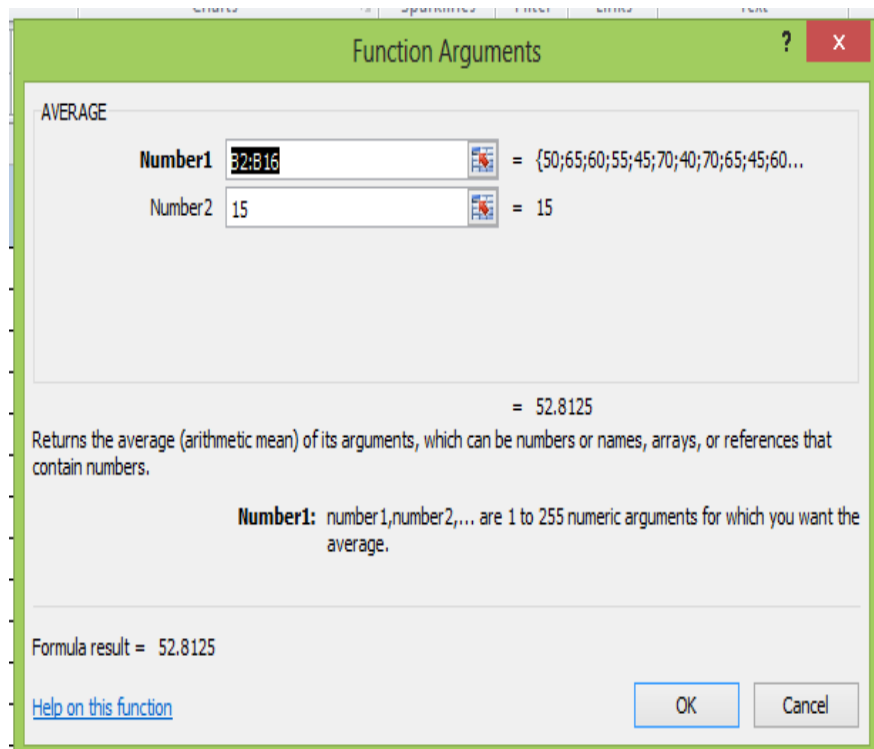 Function Arguments ? x
AVERAGE
Number1 B2:B16 = {50;65;60;55;45;70;40;70;65;45;60...
Number2 15 = 15
= 52.8125
Returns the average (arithmetic mean) of its arguments, which can be numbers or names, arrays, or references that
contain numbers.
Number1: number1,number2,... are 1 to 255 numeric arguments for which you want the
average.
Formula result = 52.8125
Help on this function
OK Cancel